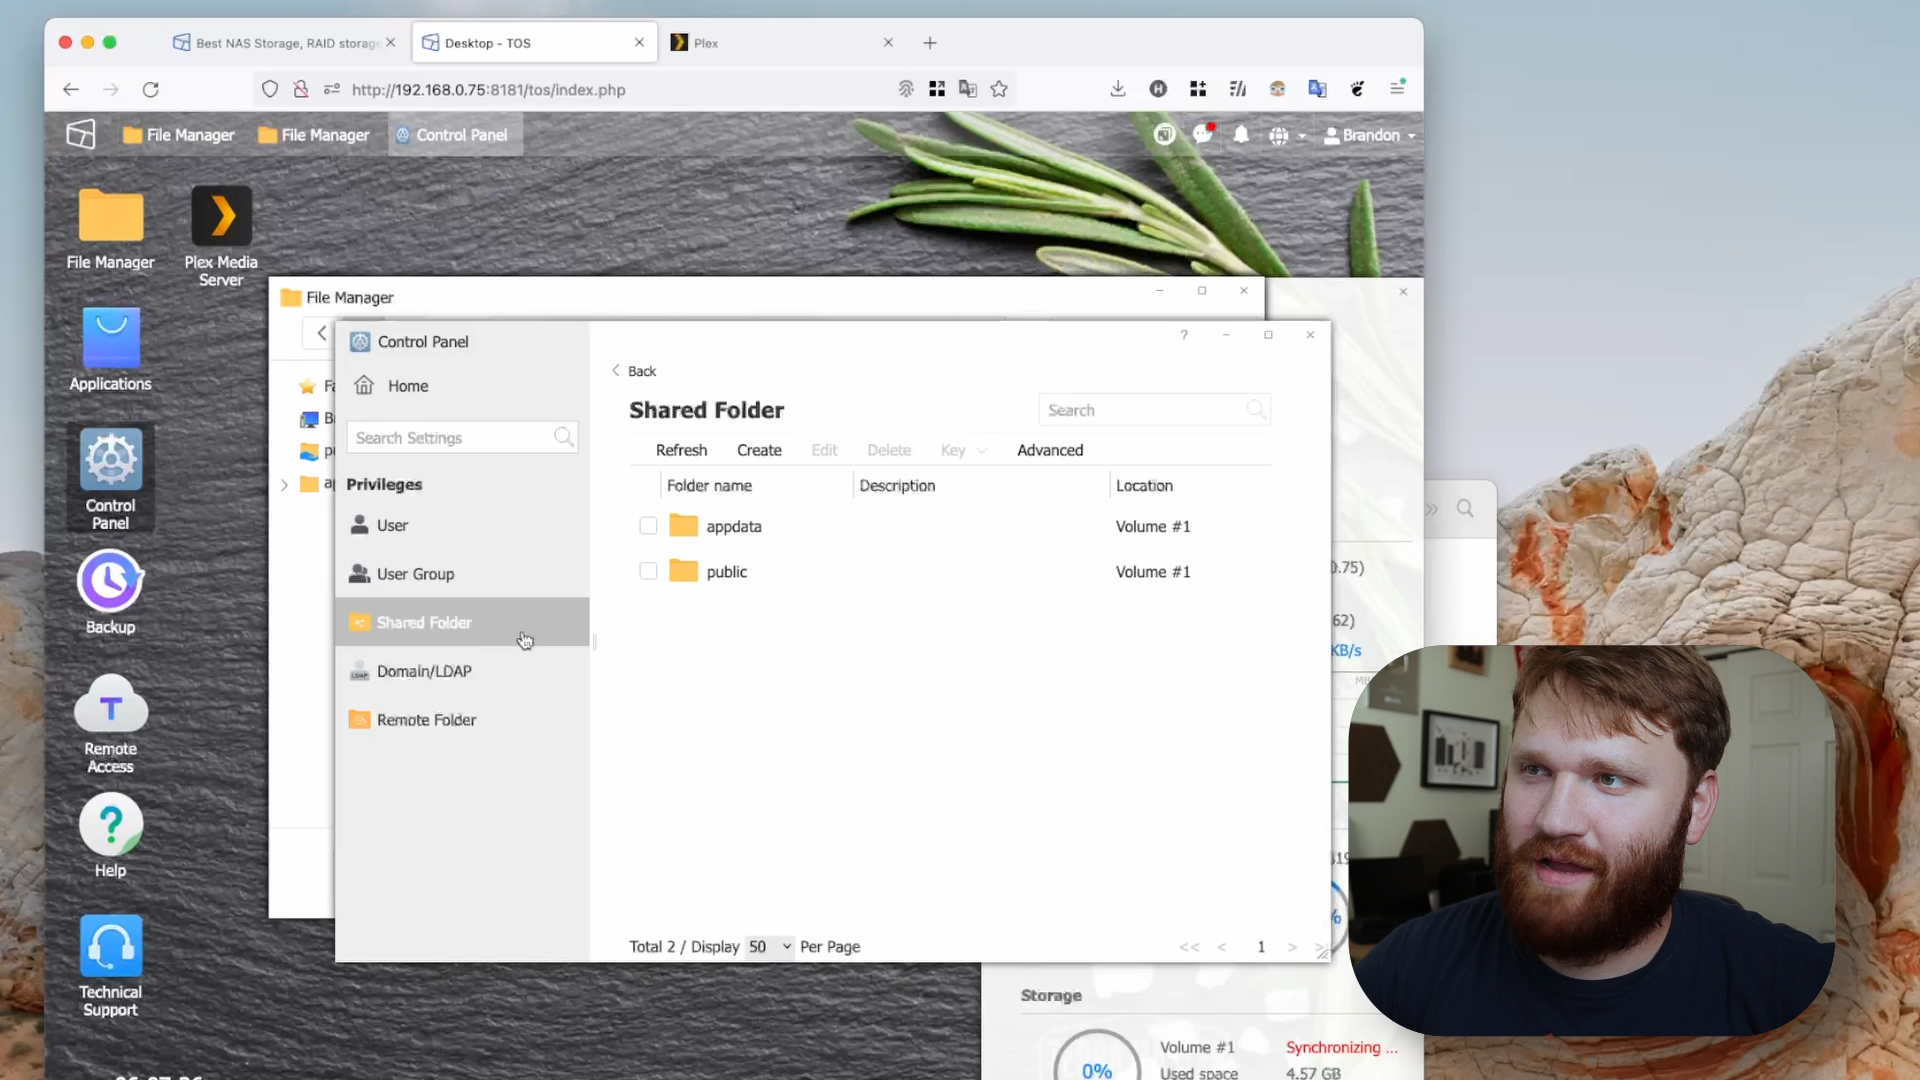 Best NAS Storage, RAID storage
Desktop - TOS
Plex
http://192.168.0.75:8181/tos/index.php
File Manager
File Manager
Control Panel
Brandon
File Manager
Plex Media
Server
Applications
Control
Panel
Backup
Remote
Access
Help
Technical
Support
File Manager
Control Panel
Home
Search Settings
Privileges
User
User Group
Shared Folder
Domain/LDAP
Remote Folder
Back
Shared Folder
Search
Refresh
Create
Edit
Delete
Key
Advanced
Folder name
Description
Location
appdata
Volume #1
public
Volume #1
Total 2 / Display 50 Per Page
<< < 1 > >
0.75)
62)
KB/s
Storage
0%
Volume #1
Synchronizing ...
Used space
4.57 GB